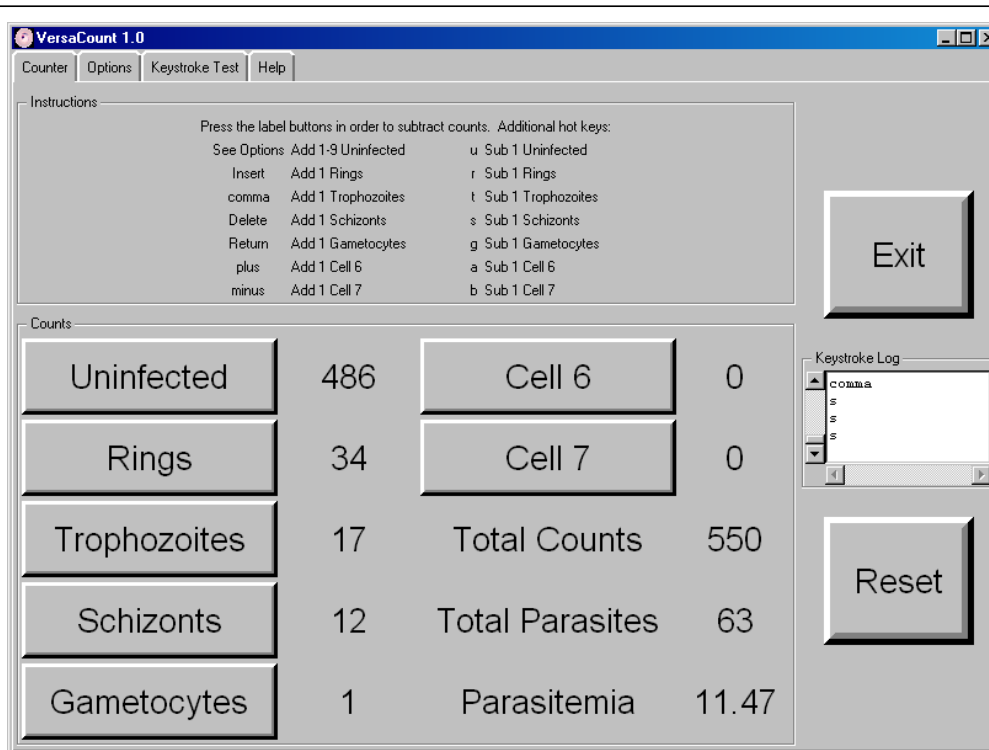 VersaCount 1.0
Counter Options Keystroke Test Help
Instructions
Press the label buttons in order to subtract counts. Additional hot keys:
See Options Add 1-9 Uninfected u Sub 1 Uninfected
Insert Add 1 Rings r Sub 1 Rings
comma Add 1 Trophozoites t Sub 1 Trophozoites
Delete Add 1 Schizonts s Sub 1 Schizonts
Return Add 1 Gametocytes g Sub 1 Gametocytes
plus Add 1 Cell 6 a Sub 1 Cell 6
minus Add 1 Cell 7 b Sub 1 Cell 7
Exit
Counts
Uninfected 486 Cell 6 0
Rings 34 Cell 7 0
Trophozoites 17 Total Counts 550
Schizonts 12 Total Parasites 63
Gametocytes 1 Parasitemia 11.47
Keystroke Log
comma
s
s
s
Reset